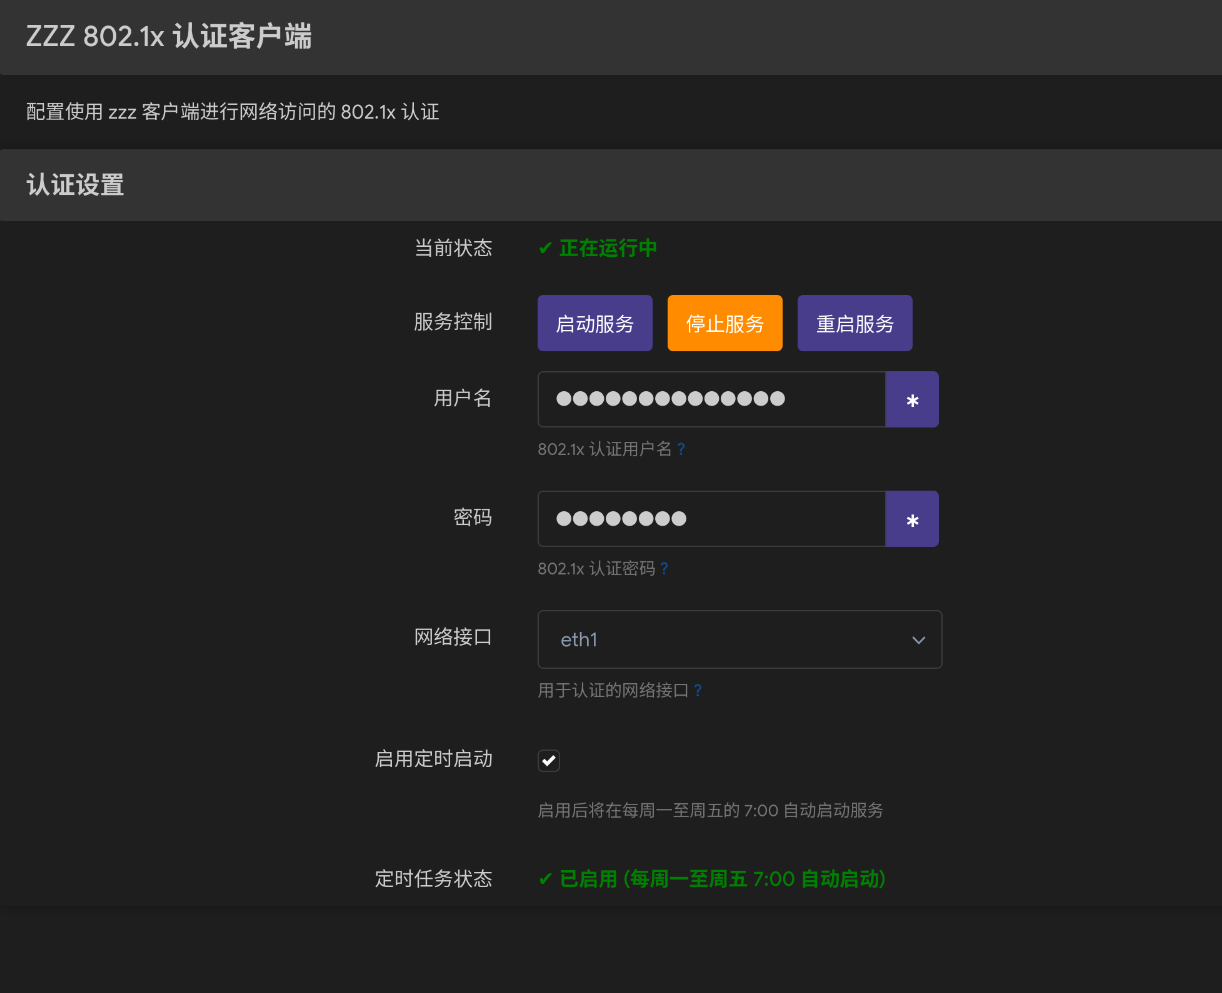 ZZZ 802.1x 认证客户端
配置使用 zzz 客户端进行网络访问的 802.1x 认证
认证设置
当前状态 ✔ 正在运行中
服务控制 启动服务 停止服务 重启服务
用户名 ●●●●●●●●●●●●●● *
802.1x 认证用户名 ?
密码 ●●●●●●●● *
802.1x 认证密码 ?
网络接口 eth1
用于认证的网络接口 ?
启用定时启动
启用后将在每周一至周五的 7:00 自动启动服务
定时任务状态 ✔ 已启用 (每周一至周五 7:00 自动启动)